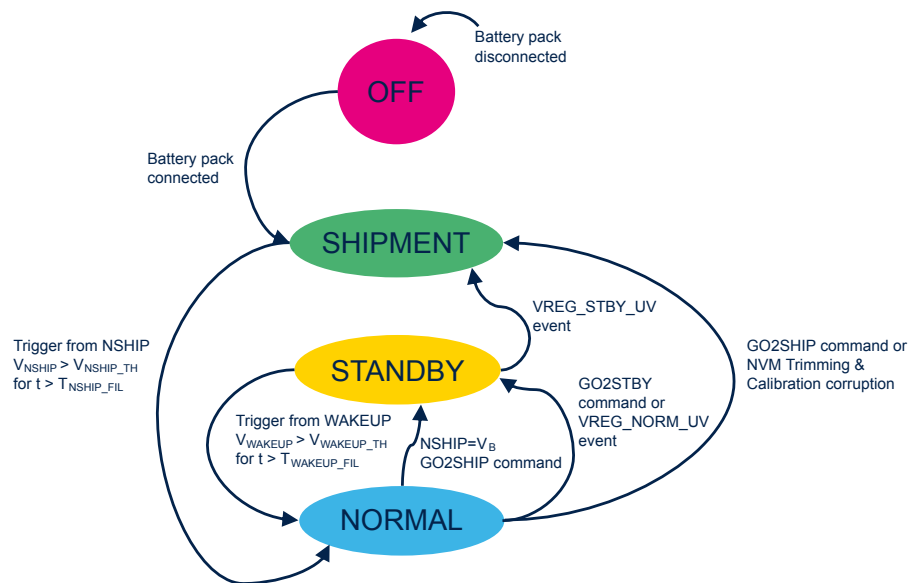 Battery pack
disconnected
OFF
Battery pack
connected
SHIPMENT
VREG_STBY_UV
event
Trigger from NSHIP
VNSHIP > VNSHIP_TH
for t > TNSHIP_FIL
GO2SHIP command or
NVM Trimming &
Calibration corruption
STANDBY
GO2STBY
command or
VREG_NORM_UV
event
Trigger from WAKEUP
VWAKEUP > VWAKEUP_TH
for t > TWAKEUP_FIL
NSHIP=VB
GO2SHIP command
NORMAL